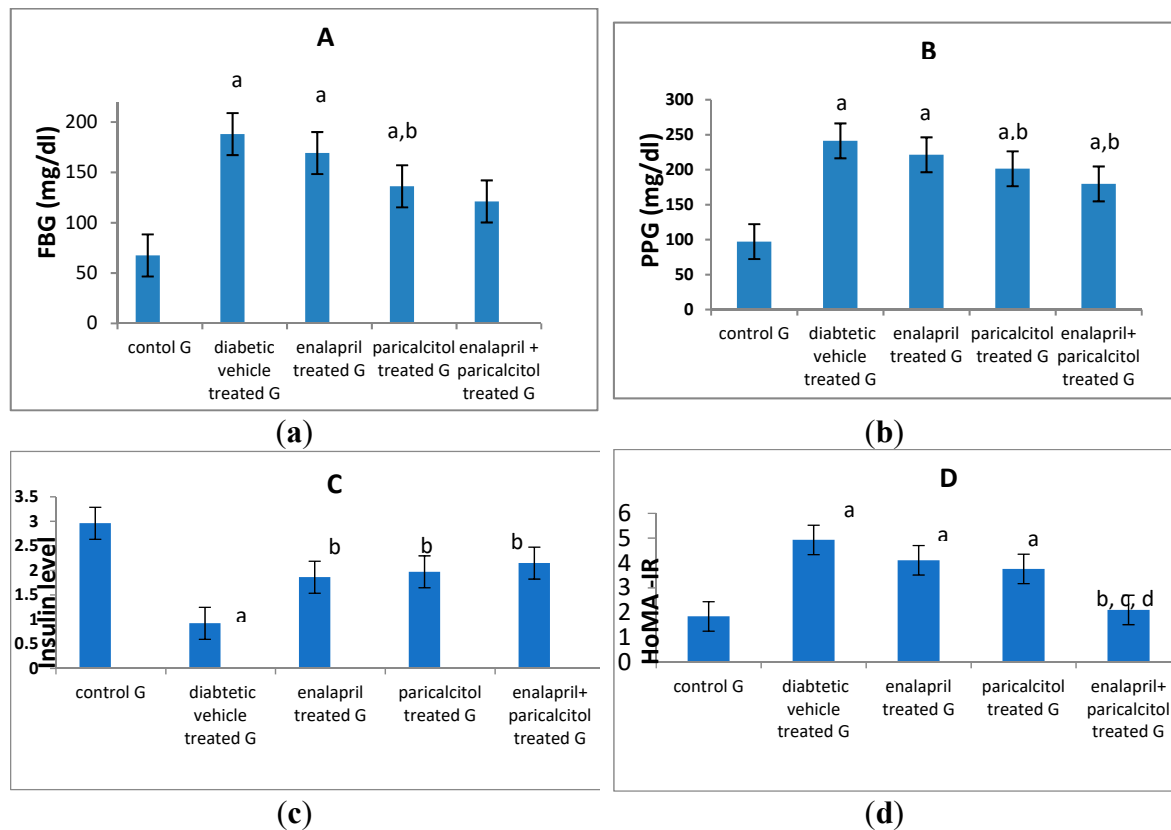 A
FBG (mg/dl)
200
150
100
50
0
a
a
a,b
contol G
diabetic
vehicle
treated G
enalapril
treated G
paricalcitol
treated G
enalapril +
paricalcitol
treated G
(a)
B
PPG (mg/dl)
300
250
200
150
100
50
0
a
a
a,b
a,b
control G
diabtetic
vehicle
treated G
enalapril
treated G
paricalcitol
treated G
enalapril+
paricalcitol
treated G
(b)
C
Insulin level
3.5
3
2.5
2
1.5
1
0.5
0
a
b
b
b
control G
diabtetic
vehicle
treated G
enalapril
treated G
paricalcitol
treated G
enalapril+
paricalcitol
treated G
(c)
D
HoMA -IR
6
5
4
3
2
1
0
a
a
a
b, c, d
control G
diabtetic
vehicle
treated G
enalapril
treated G
paricalcitol
treated G
enalapril+
paricalcitol
treated G
(d)